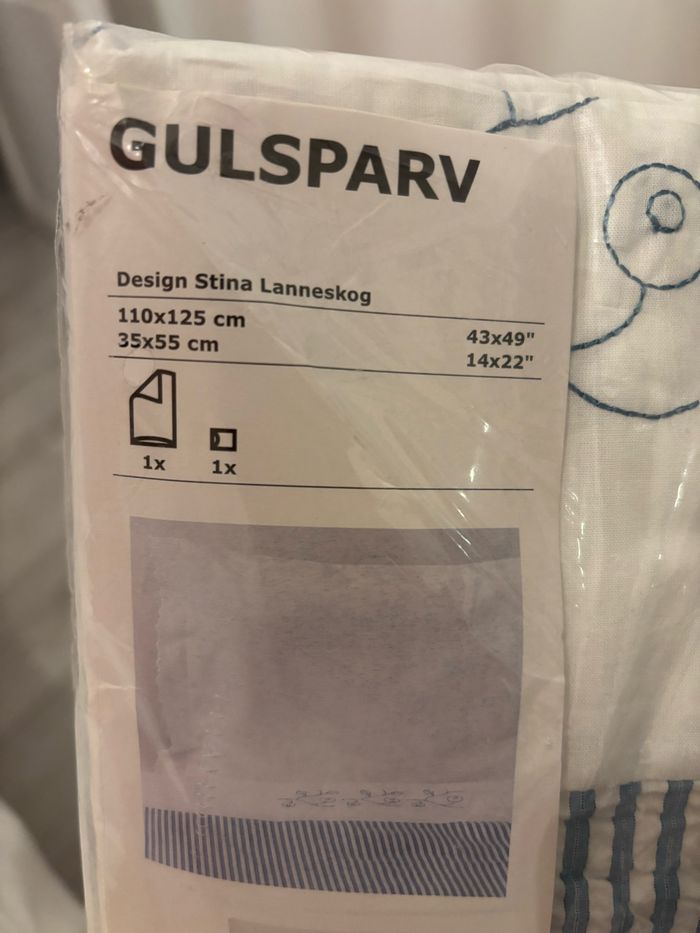 GULSPARV
Design Stina Lanneskog
110x125 cm 43x49"
35x55 cm 14x22"
1x 1x